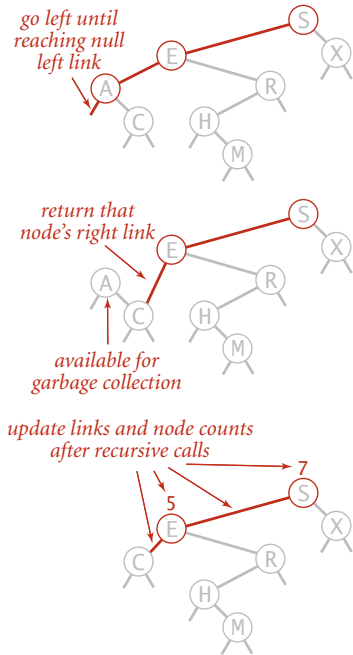 go left until
reaching null
left link
S
X
E
A
R
C
H
M
return that
node's right link
S
X
E
A
R
C
H
M
available for
garbage collection
update links and node counts
after recursive calls
7
5
S
X
E
C
R
H
M